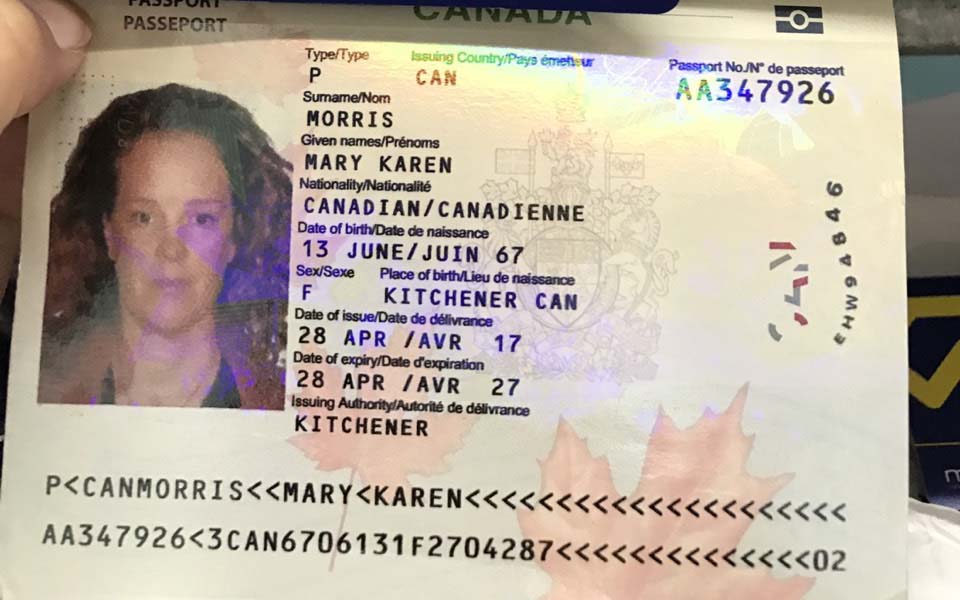 PASSPORT
PASSEPORT
CANADA
Type/Type
Issuing Country/Pays émetteur
Passport No./N° de passeport
P
CAN
AA347926
Surname/Nom
MORRIS
Given names/Prénoms
MARY KAREN
Nationality/Nationalité
CANADIAN/CANADIENNE
Date of birth/Date de naissance
13 JUNE/JUIN 67
Sex/Sexe
Place of birth/Lieu de naissance
F
KITCHENER CAN
Date of issue/Date de délivrance
28 APR /AVR 17
Date of expiry/Date d'expiration
28 APR /AVR 27
Issuing Authority/Autorité de délivrance
KITCHENER
P<CANMORRIS<<MARY<KAREN<<<<<<<<<<<<<<<<<<<<<
AA347926<3CAN6706131F2704287<<<<<<<<<<<<<<02